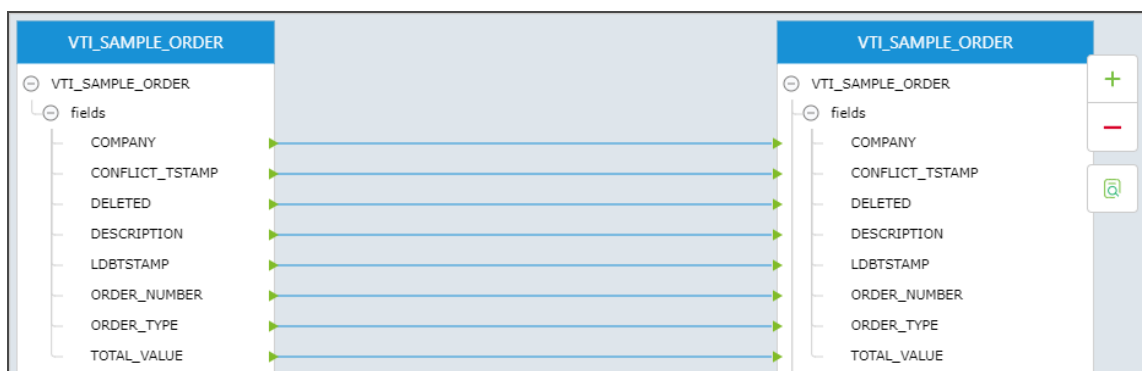 VTI_SAMPLE_ORDER
VTI_SAMPLE_ORDER
fields
COMPANY
CONFLICT_TSTAMP
DELETED
DESCRIPTION
LDBTSTAMP
ORDER_NUMBER
ORDER_TYPE
TOTAL_VALUE
VTI_SAMPLE_ORDER
VTI_SAMPLE_ORDER
fields
COMPANY
CONFLICT_TSTAMP
DELETED
DESCRIPTION
LDBTSTAMP
ORDER_NUMBER
ORDER_TYPE
TOTAL_VALUE